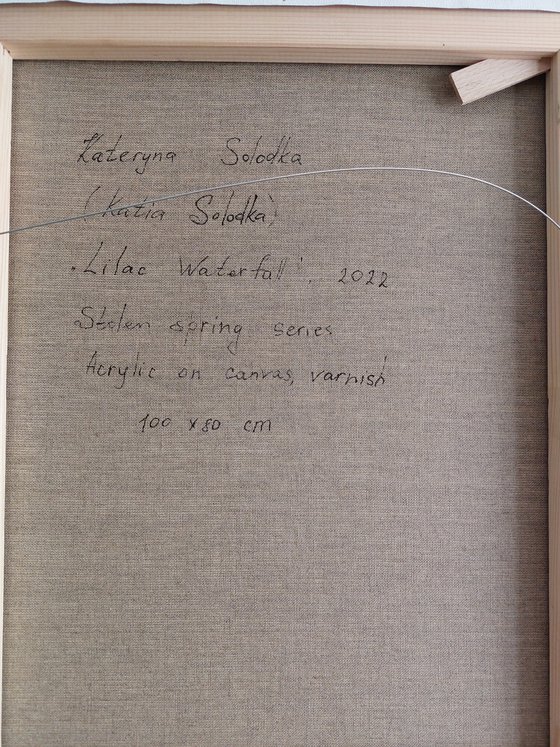 Kateryna Solodka
(Katia Solodka)
"Lilac Waterfall". 2022
Stolen spring series
Acrylic on canvas, varnish
100 x 80 cm